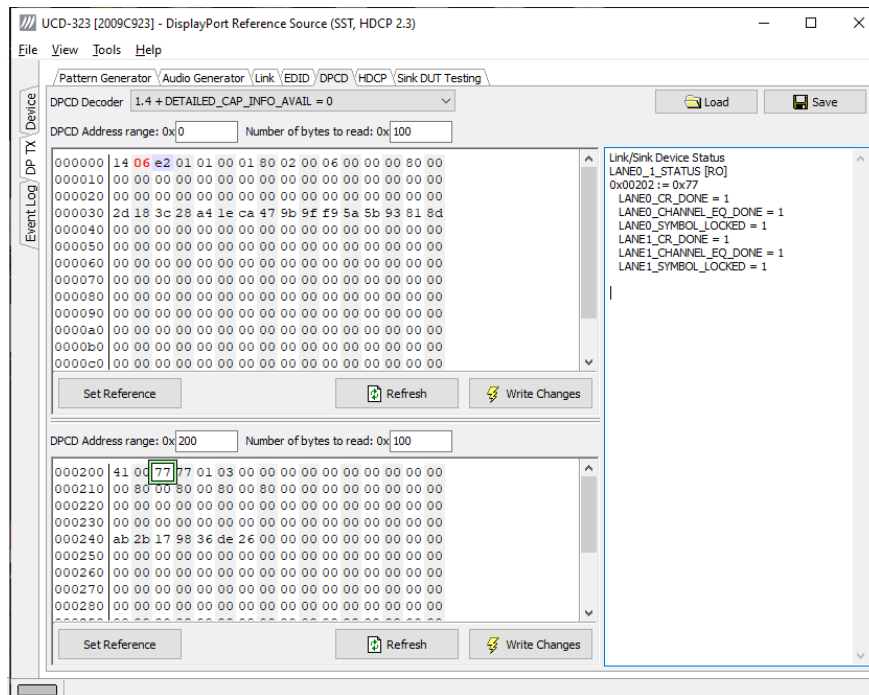 UCD-323 [2009C923] - DisplayPort Reference Source (SST, HDCP 2.3)
File View Tools Help
Pattern Generator Audio Generator Link EDID DPCD HDCP Sink DUT Testing
Device
DP TX
Event Log
DPCD Decoder 1.4 + DETAILED_CAP_INFO_AVAIL = 0
Load Save
DPCD Address range: 0x 0 Number of bytes to read: 0x 100
000000 14 06 e2 01 01 00 01 80 02 00 06 00 00 00 80 00
000010 00 00 00 00 00 00 00 00 00 00 00 00 00 00 00 00
000020 00 00 00 00 00 00 00 00 00 00 00 00 00 00 00 00
000030 2d 18 3c 28 a4 1e ca 47 9b 9f f9 5a 5b 93 81 8d
000040 00 00 00 00 00 00 00 00 00 00 00 00 00 00 00 00
000050 00 00 00 00 00 00 00 00 00 00 00 00 00 00 00 00
000060 00 00 00 00 00 00 00 00 00 00 00 00 00 00 00 00
000070 00 00 00 00 00 00 00 00 00 00 00 00 00 00 00 00
000080 00 00 00 00 00 00 00 00 00 00 00 00 00 00 00 00
000090 00 00 00 00 00 00 00 00 00 00 00 00 00 00 00 00
0000a0 00 00 00 00 00 00 00 00 00 00 00 00 00 00 00 00
0000b0 00 00 00 00 00 00 00 00 00 00 00 00 00 00 00 00
0000c0 00 00 00 00 00 00 00 00 00 00 00 00 00 00 00 00
Set Reference Refresh Write Changes
DPCD Address range: 0x 200 Number of bytes to read: 0x 100
000200 41 00 77 77 01 03 00 00 00 00 00 00 00 00 00 00
000210 00 80 00 80 00 80 00 80 00 00 00 00 00 00 00 00
000220 00 00 00 00 00 00 00 00 00 00 00 00 00 00 00 00
000230 00 00 00 00 00 00 00 00 00 00 00 00 00 00 00 00
000240 ab 2b 17 98 36 de 26 00 00 00 00 00 00 00 00 00
000250 00 00 00 00 00 00 00 00 00 00 00 00 00 00 00 00
000260 00 00 00 00 00 00 00 00 00 00 00 00 00 00 00 00
000270 00 00 00 00 00 00 00 00 00 00 00 00 00 00 00 00
000280 00 00 00 00 00 00 00 00 00 00 00 00 00 00 00 00
Set Reference Refresh Write Changes
Link/Sink Device Status
LANE0_1_STATUS [RO]
0x00202 := 0x77
LANE0_CR_DONE = 1
LANE0_CHANNEL_EQ_DONE = 1
LANE0_SYMBOL_LOCKED = 1
LANE1_CR_DONE = 1
LANE1_CHANNEL_EQ_DONE = 1
LANE1_SYMBOL_LOCKED = 1